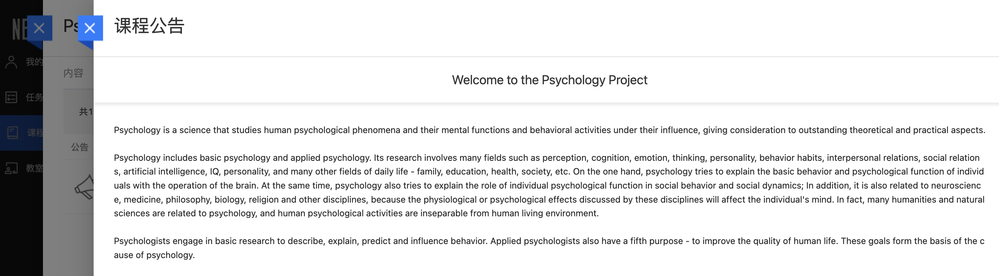 NE
Ps
课程公告
我的
内容
Welcome to the Psychology Project
任务
共1
Psychology is a science that studies human psychological phenomena and their mental functions and behavioral activities under their influence, giving consideration to outstanding theoretical and practical aspects.
课程
公告
Psychology includes basic psychology and applied psychology. Its research involves many fields such as perception, cognition, emotion, thinking, personality, behavior habits, interpersonal relations, social relation
s, artificial intelligence, IQ, personality, and many other fields of daily life - family, education, health, society, etc. On the one hand, psychology tries to explain the basic behavior and psychological function of individ
教室
uals with the operation of the brain. At the same time, psychology also tries to explain the role of individual psychological function in social behavior and social dynamics; In addition, it is also related to neuroscienc
e, medicine, philosophy, biology, religion and other disciplines, because the physiological or psychological effects discussed by these disciplines will affect the individual's mind. In fact, many humanities and natural
sciences are related to psychology, and human psychological activities are inseparable from human living environment.
Psychologists engage in basic research to describe, explain, predict and influence behavior. Applied psychologists also have a fifth purpose - to improve the quality of human life. These goals form the basis of the c
ause of psychology.